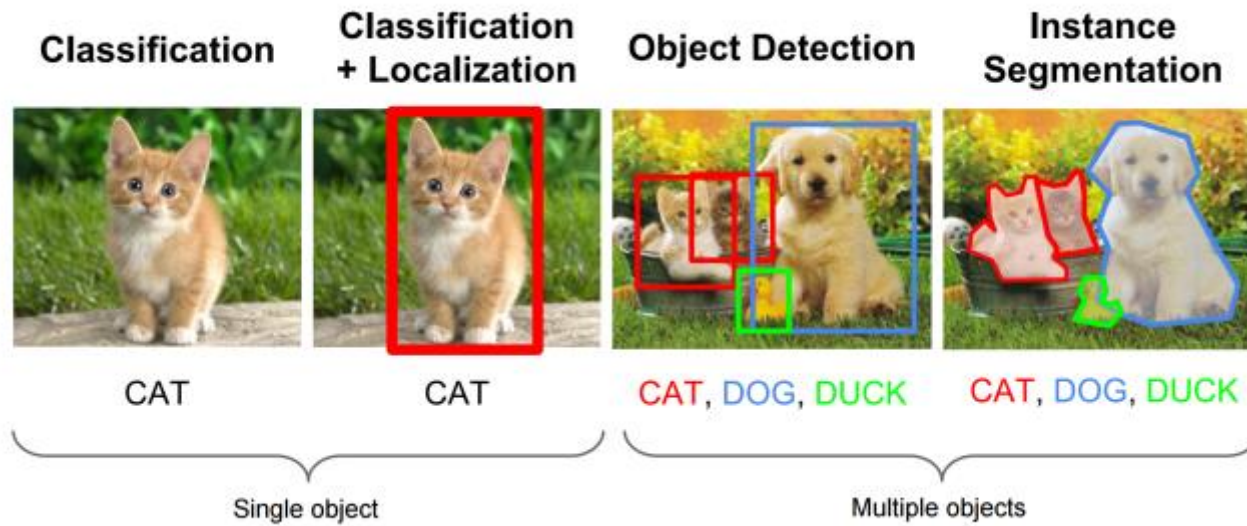 Classification
Classification
+ Localization
Object Detection
Instance
Segmentation
CAT
CAT
CAT, DOG, DUCK
CAT, DOG, DUCK
Single object
Multiple objects